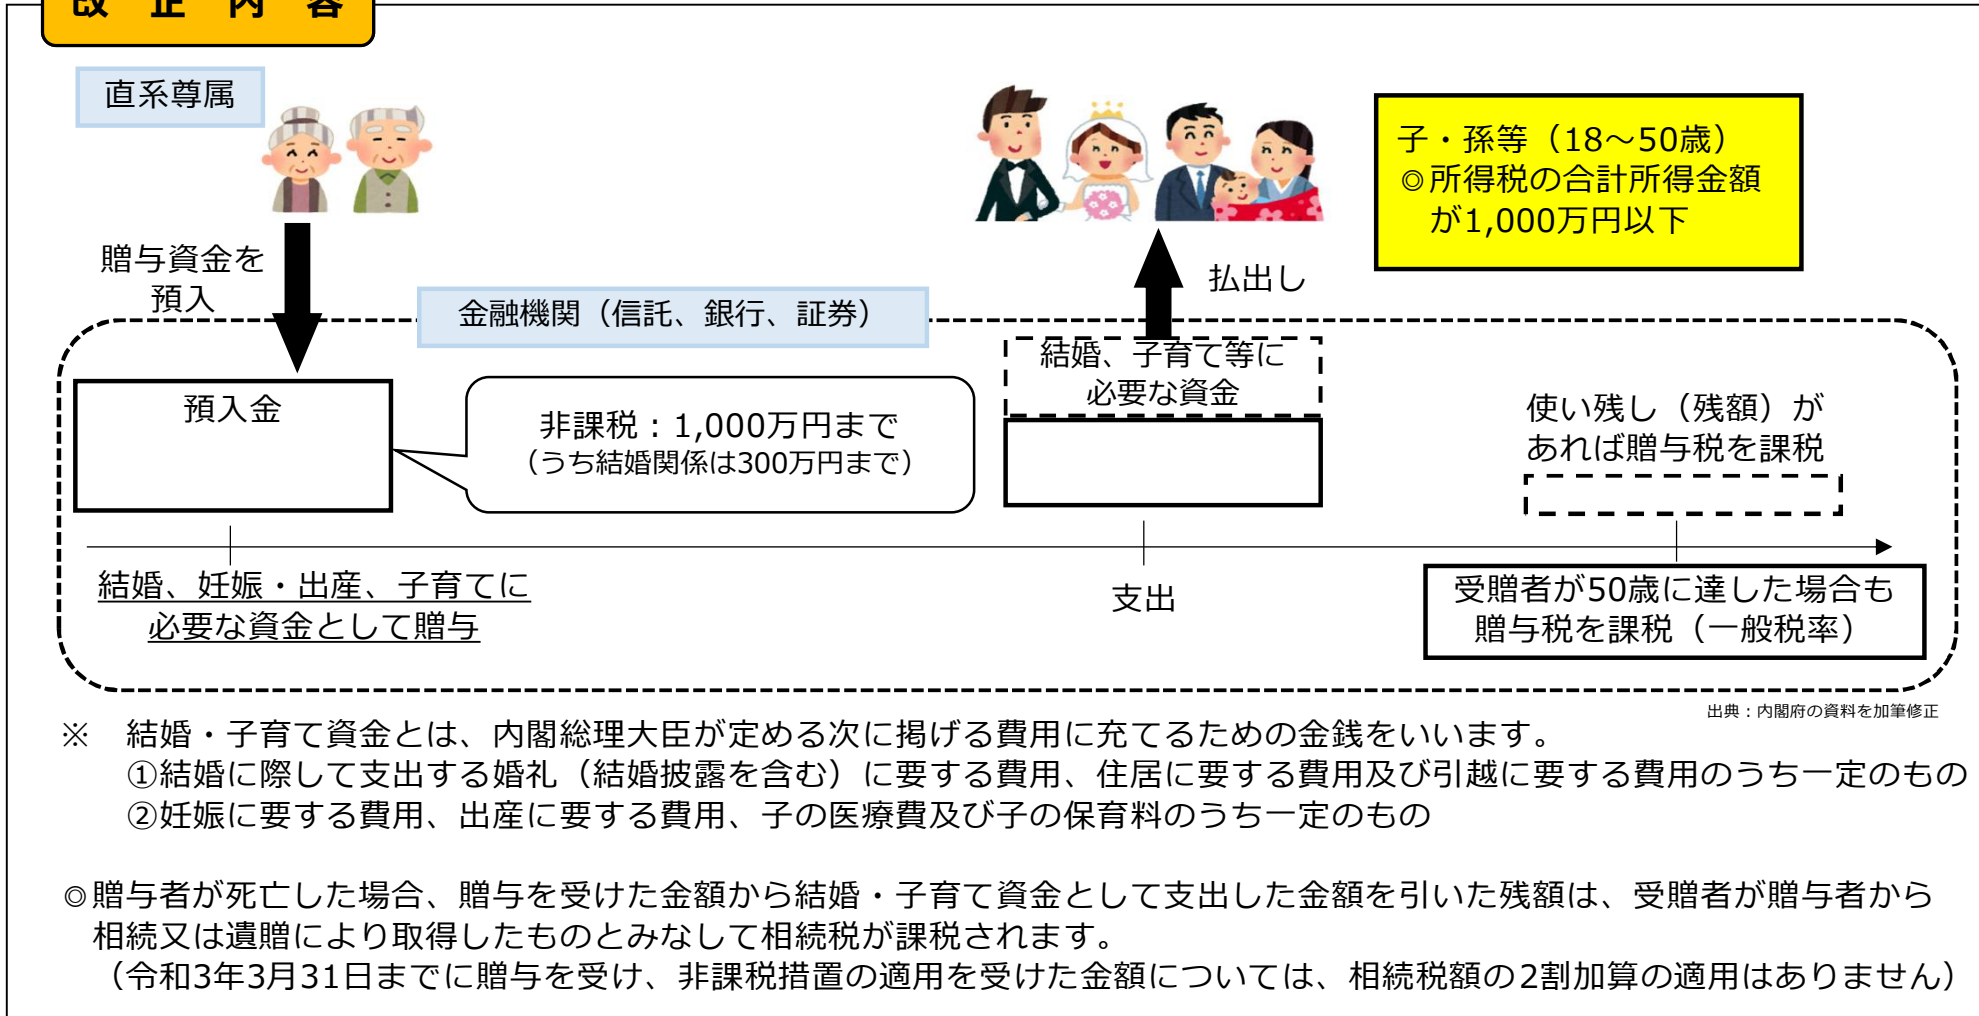 改正内容
直系尊属
子・孫等（18～50歳）
◎所得税の合計所得金額
が1,000万円以下
贈与資金を
預入
払出し
金融機関（信託、銀行、証券）
結婚、子育て等に
必要な資金
預入金
非課税：1,000万円まで
（うち結婚関係は300万円まで）
使い残し（残額）が
あれば贈与税を課税
結婚、妊娠・出産、子育てに
必要な資金として贈与
支出
受贈者が50歳に達した場合も
贈与税を課税（一般税率）
出典：内閣府の資料を加筆修正
※　結婚・子育て資金とは、内閣総理大臣が定める次に掲げる費用に充てるための金銭をいいます。
①結婚に際して支出する婚礼（結婚披露を含む）に要する費用、住居に要する費用及び引越に要する費用のうち一定のもの
②妊娠に要する費用、出産に要する費用、子の医療費及び子の保育料のうち一定のもの
◎贈与者が死亡した場合、贈与を受けた金額から結婚・子育て資金として支出した金額を引いた残額は、受贈者が贈与者から
相続又は遺贈により取得したものとみなして相続税が課税されます。
（令和3年3月31日までに贈与を受け、非課税措置の適用を受けた金額については、相続税額の2割加算の適用はありません）